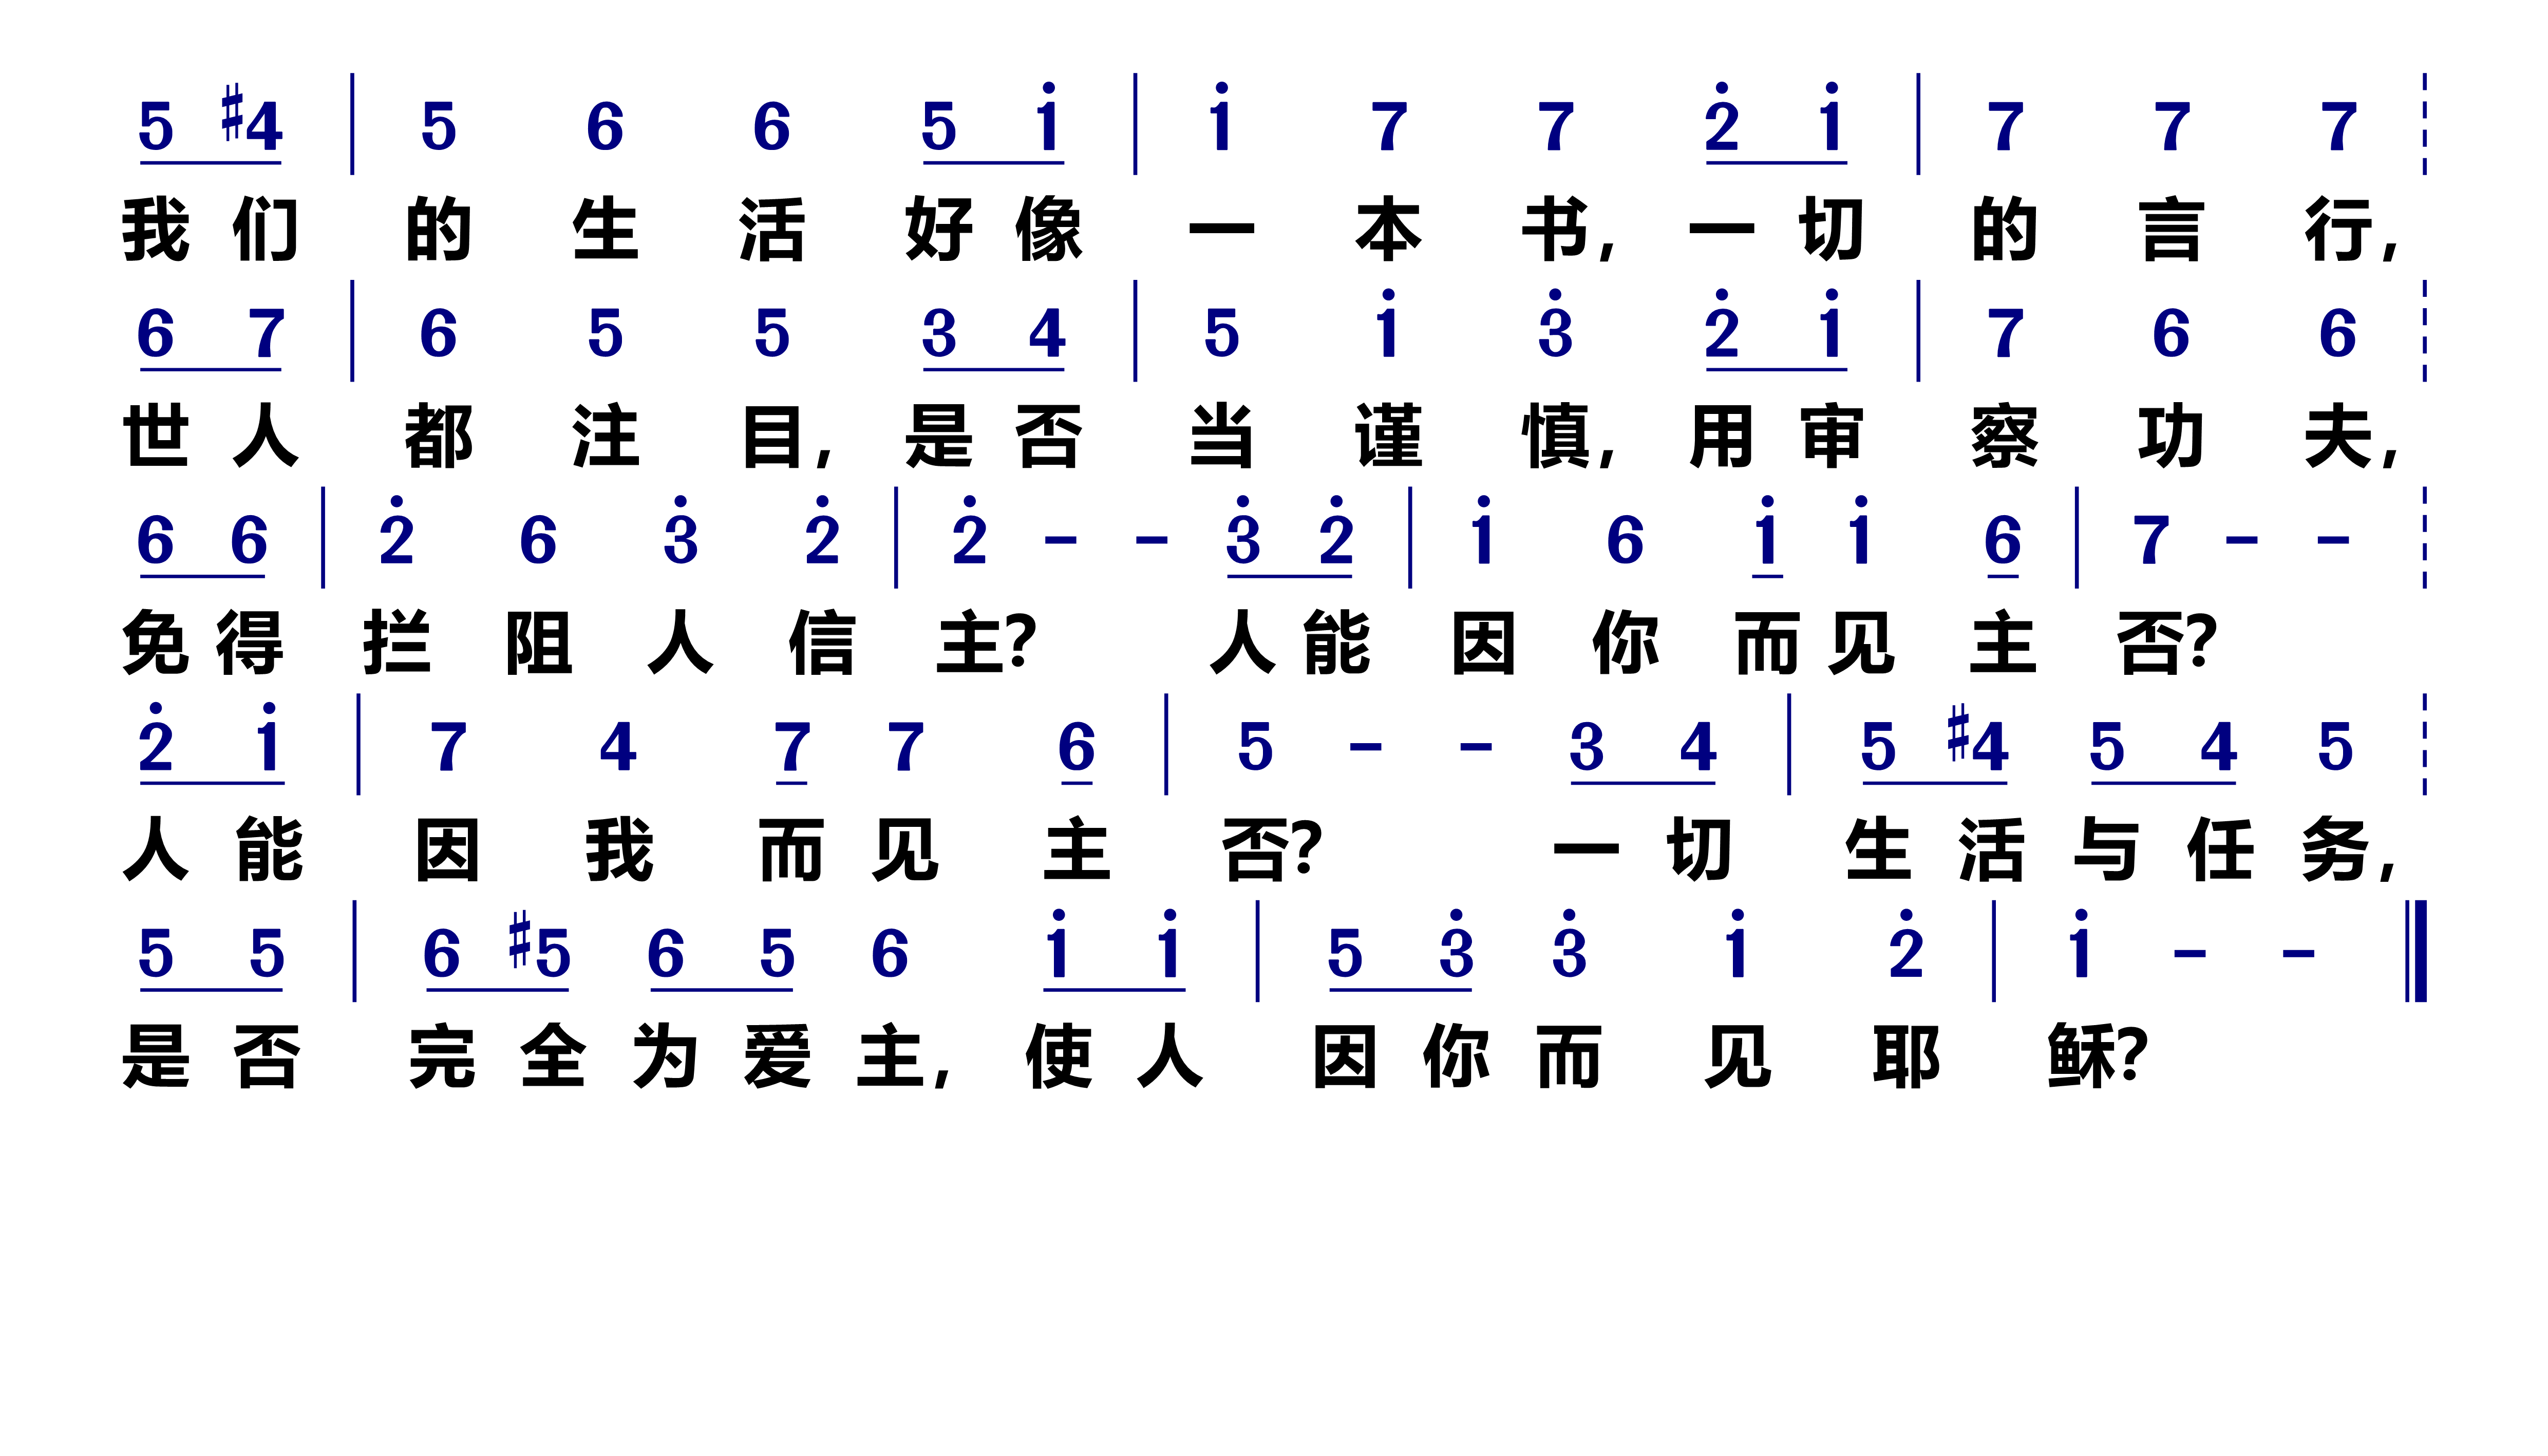 5 #4 | 5 6 6 5 i̇ | i̇ 7 7 2̇ i̇ | 7 7 7 ¦
我们的生活好像一本书,一切的言行,
6 7 | 6 5 5 3 4 | 5 i̇ 3̇ 2̇ i̇ | 7 6 6 ¦
世人都注目,是否当谨慎,用审察功夫,
6 6 | 2̇ 6 3̇ 2̇ | 2̇ – – 3̇ 2̇ | i̇ 6 i̇ i̇ 6 | 7 – – ¦
免得拦阻人信主? 人能因你而见主否?
2̇ i̇ | 7 4 7 7 6 | 5 – – 3 4 | 5 #4 5 4 5 ¦
人能因我而见主否? 一切生活与任务,
5 5 | 6 #5 6 5 6 i̇ i̇ | 5 3̇ 3̇ i̇ 2̇ | i̇ – – ‖
是否完全为爱主,使人因你而见耶稣?